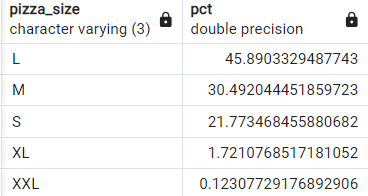 pizza_size pct
character varying (3) double precision
L 45.8903329487743
M 30.492044451859723
S 21.773468455880682
XL 1.7210768517181052
XXL 0.12307729176892906